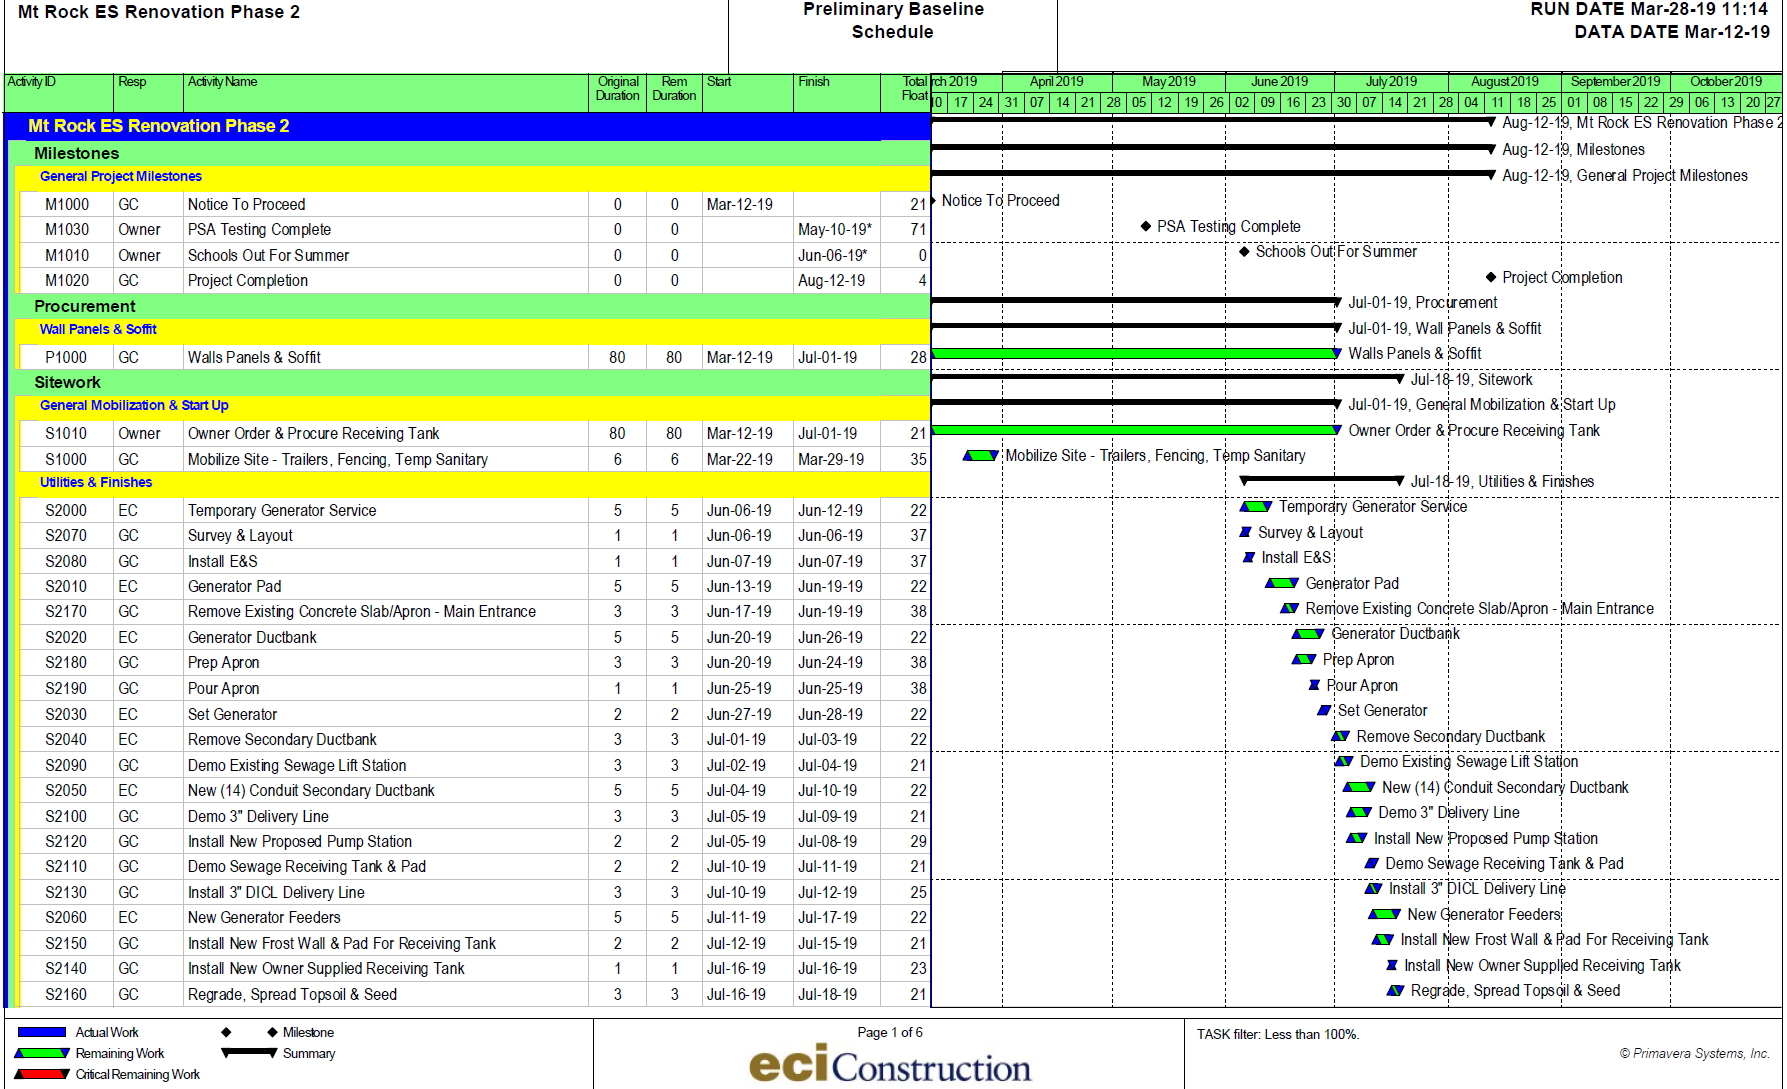 Mt Rock ES Renovation Phase 2
Preliminary Baseline
Schedule
RUN DATE Mar-28-19 11:14
DATA DATE Mar-12-19
Activity ID Resp Activity Name Original Duration Rem Duration Start Finish Total Float
rch 2019 April 2019 May 2019 June 2019 July 2019 August 2019 September 2019 October 2019
10 17 24 31 07 14 21 28 05 12 19 26 02 09 16 23 30 07 14 21 28 04 11 18 25 01 08 15 22 29 06 13 20 27
Mt Rock ES Renovation Phase 2 Aug-12-19, Mt Rock ES Renovation Phase 2
Milestones Aug-12-19, Milestones
General Project Milestones Aug-12-19, General Project Milestones
M1000 GC Notice To Proceed 0 0 Mar-12-19 21 Notice To Proceed
M1030 Owner PSA Testing Complete 0 0 May-10-19* 71 PSA Testing Complete
M1010 Owner Schools Out For Summer 0 0 Jun-06-19* 0 Schools Out For Summer
M1020 GC Project Completion 0 0 Aug-12-19 4 Project Completion
Procurement Jul-01-19, Procurement
Wall Panels & Soffit Jul-01-19, Wall Panels & Soffit
P1000 GC Walls Panels & Soffit 80 80 Mar-12-19 Jul-01-19 28 Walls Panels & Soffit
Sitework Jul-18-19, Sitework
General Mobilization & Start Up Jul-01-19, General Mobilization & Start Up
S1010 Owner Owner Order & Procure Receiving Tank 80 80 Mar-12-19 Jul-01-19 21 Owner Order & Procure Receiving Tank
S1000 GC Mobilize Site - Trailers, Fencing, Temp Sanitary 6 6 Mar-22-19 Mar-29-19 35 Mobilize Site - Trailers, Fencing, Temp Sanitary
Utilities & Finishes Jul-18-19, Utilities & Finishes
S2000 EC Temporary Generator Service 5 5 Jun-06-19 Jun-12-19 22 Temporary Generator Service
S2070 GC Survey & Layout 1 1 Jun-06-19 Jun-06-19 37 Survey & Layout
S2080 GC Install E&S 1 1 Jun-07-19 Jun-07-19 37 Install E&S
S2010 EC Generator Pad 5 5 Jun-13-19 Jun-19-19 22 Generator Pad
S2170 GC Remove Existing Concrete Slab/Apron - Main Entrance 3 3 Jun-17-19 Jun-19-19 38 Remove Existing Concrete Slab/Apron - Main Entrance
S2020 EC Generator Ductbank 5 5 Jun-20-19 Jun-26-19 22 Generator Ductbank
S2180 GC Prep Apron 3 3 Jun-20-19 Jun-24-19 38 Prep Apron
S2190 GC Pour Apron 1 1 Jun-25-19 Jun-25-19 38 Pour Apron
S2030 EC Set Generator 2 2 Jun-27-19 Jun-28-19 22 Set Generator
S2040 EC Remove Secondary Ductbank 3 3 Jul-01-19 Jul-03-19 22 Remove Secondary Ductbank
S2090 GC Demo Existing Sewage Lift Station 3 3 Jul-02-19 Jul-04-19 21 Demo Existing Sewage Lift Station
S2050 EC New (14) Conduit Secondary Ductbank 5 5 Jul-04-19 Jul-10-19 22 New (14) Conduit Secondary Ductbank
S2100 GC Demo 3" Delivery Line 3 3 Jul-05-19 Jul-09-19 21 Demo 3" Delivery Line
S2120 GC Install New Proposed Pump Station 2 2 Jul-05-19 Jul-08-19 29 Install New Proposed Pump Station
S2110 GC Demo Sewage Receiving Tank & Pad 2 2 Jul-10-19 Jul-11-19 21 Demo Sewage Receiving Tank & Pad
S2130 GC Install 3" DICL Delivery Line 3 3 Jul-10-19 Jul-12-19 25 Install 3" DICL Delivery Line
S2060 EC New Generator Feeders 5 5 Jul-11-19 Jul-17-19 22 New Generator Feeders
S2150 GC Install New Frost Wall & Pad For Receiving Tank 2 2 Jul-12-19 Jul-15-19 21 Install New Frost Wall & Pad For Receiving Tank
S2140 GC Install New Owner Supplied Receiving Tank 1 1 Jul-16-19 Jul-16-19 23 Install New Owner Supplied Receiving Tank
S2160 GC Regrade, Spread Topsoil & Seed 3 3 Jul-16-19 Jul-18-19 21 Regrade, Spread Topsoil & Seed
Actual Work Milestone
Remaining Work Summary
Critical Remaining Work
Page 1 of 6
eciConstruction
TASK filter: Less than 100%.
© Primavera Systems, Inc.